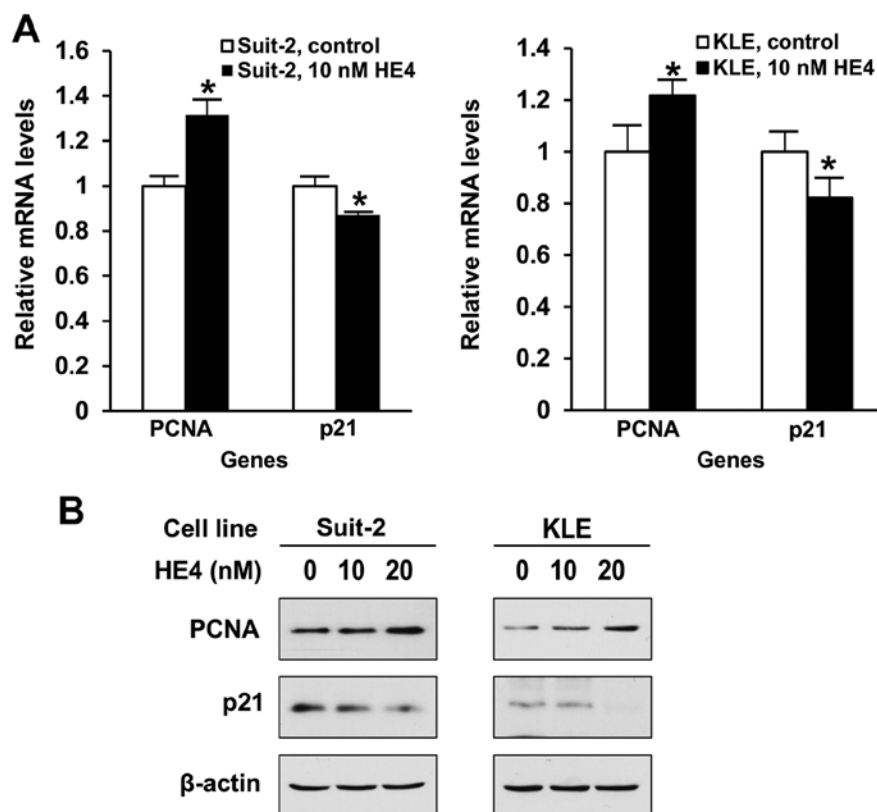 A
Relative mRNA levels
1.6
1.4
1.2
1
0.8
0.6
0.4
0.2
0
Suit-2, control
Suit-2, 10 nM HE4
*
*
PCNA p21
Genes
Relative mRNA levels
1.4
1.2
1
0.8
0.6
0.4
0.2
0
KLE, control
KLE, 10 nM HE4
*
*
PCNA p21
Genes
B
Cell line Suit-2 KLE
HE4 (nM) 0 10 20 0 10 20
PCNA
p21
β-actin